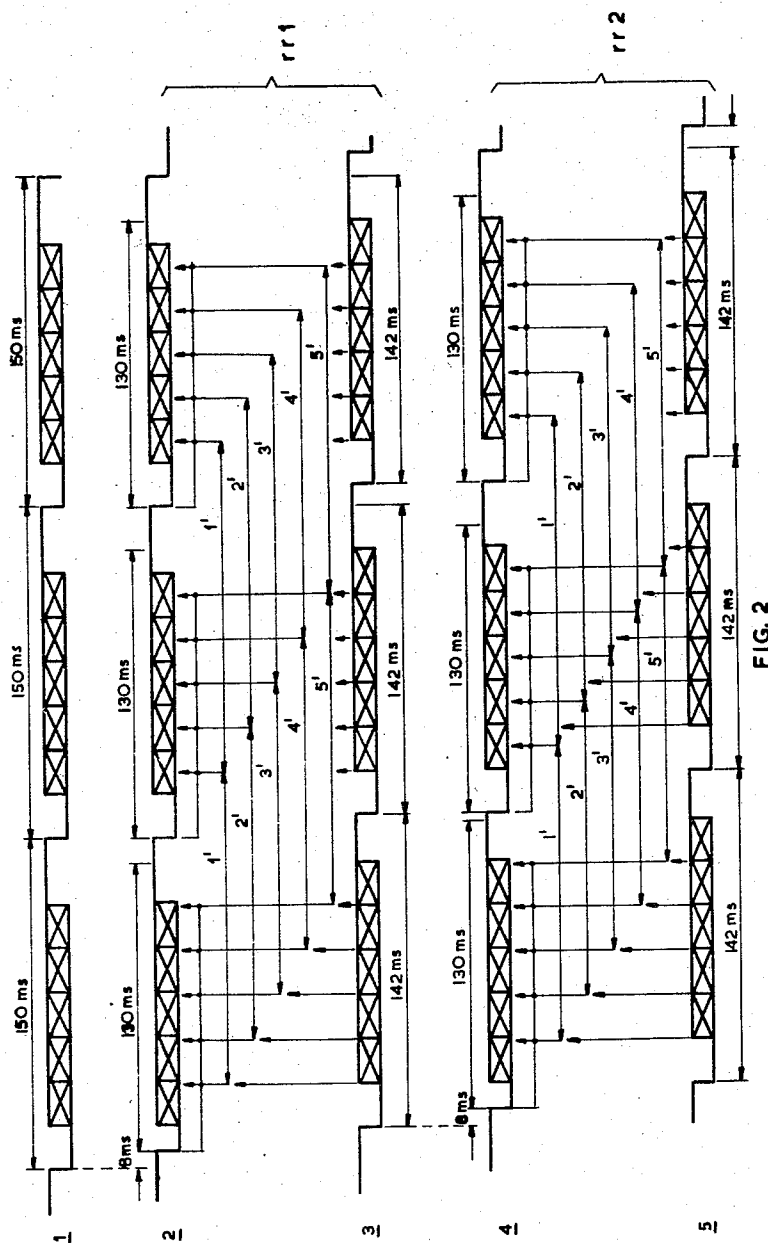 150 ms 150 ms 150 ms
1
8ms 130 ms 130 ms 130 ms
2
1' 1'
2' 2'
3' 3'
4' 4'
5' 5'
rr1
3
142 ms 142 ms 142 ms
8ms 130 ms 130 ms 130 ms
4
1' 1'
2' 2'
3' 3'
4' 4'
5' 5'
rr2
5
142 ms 142 ms 142 ms
FIG. 2